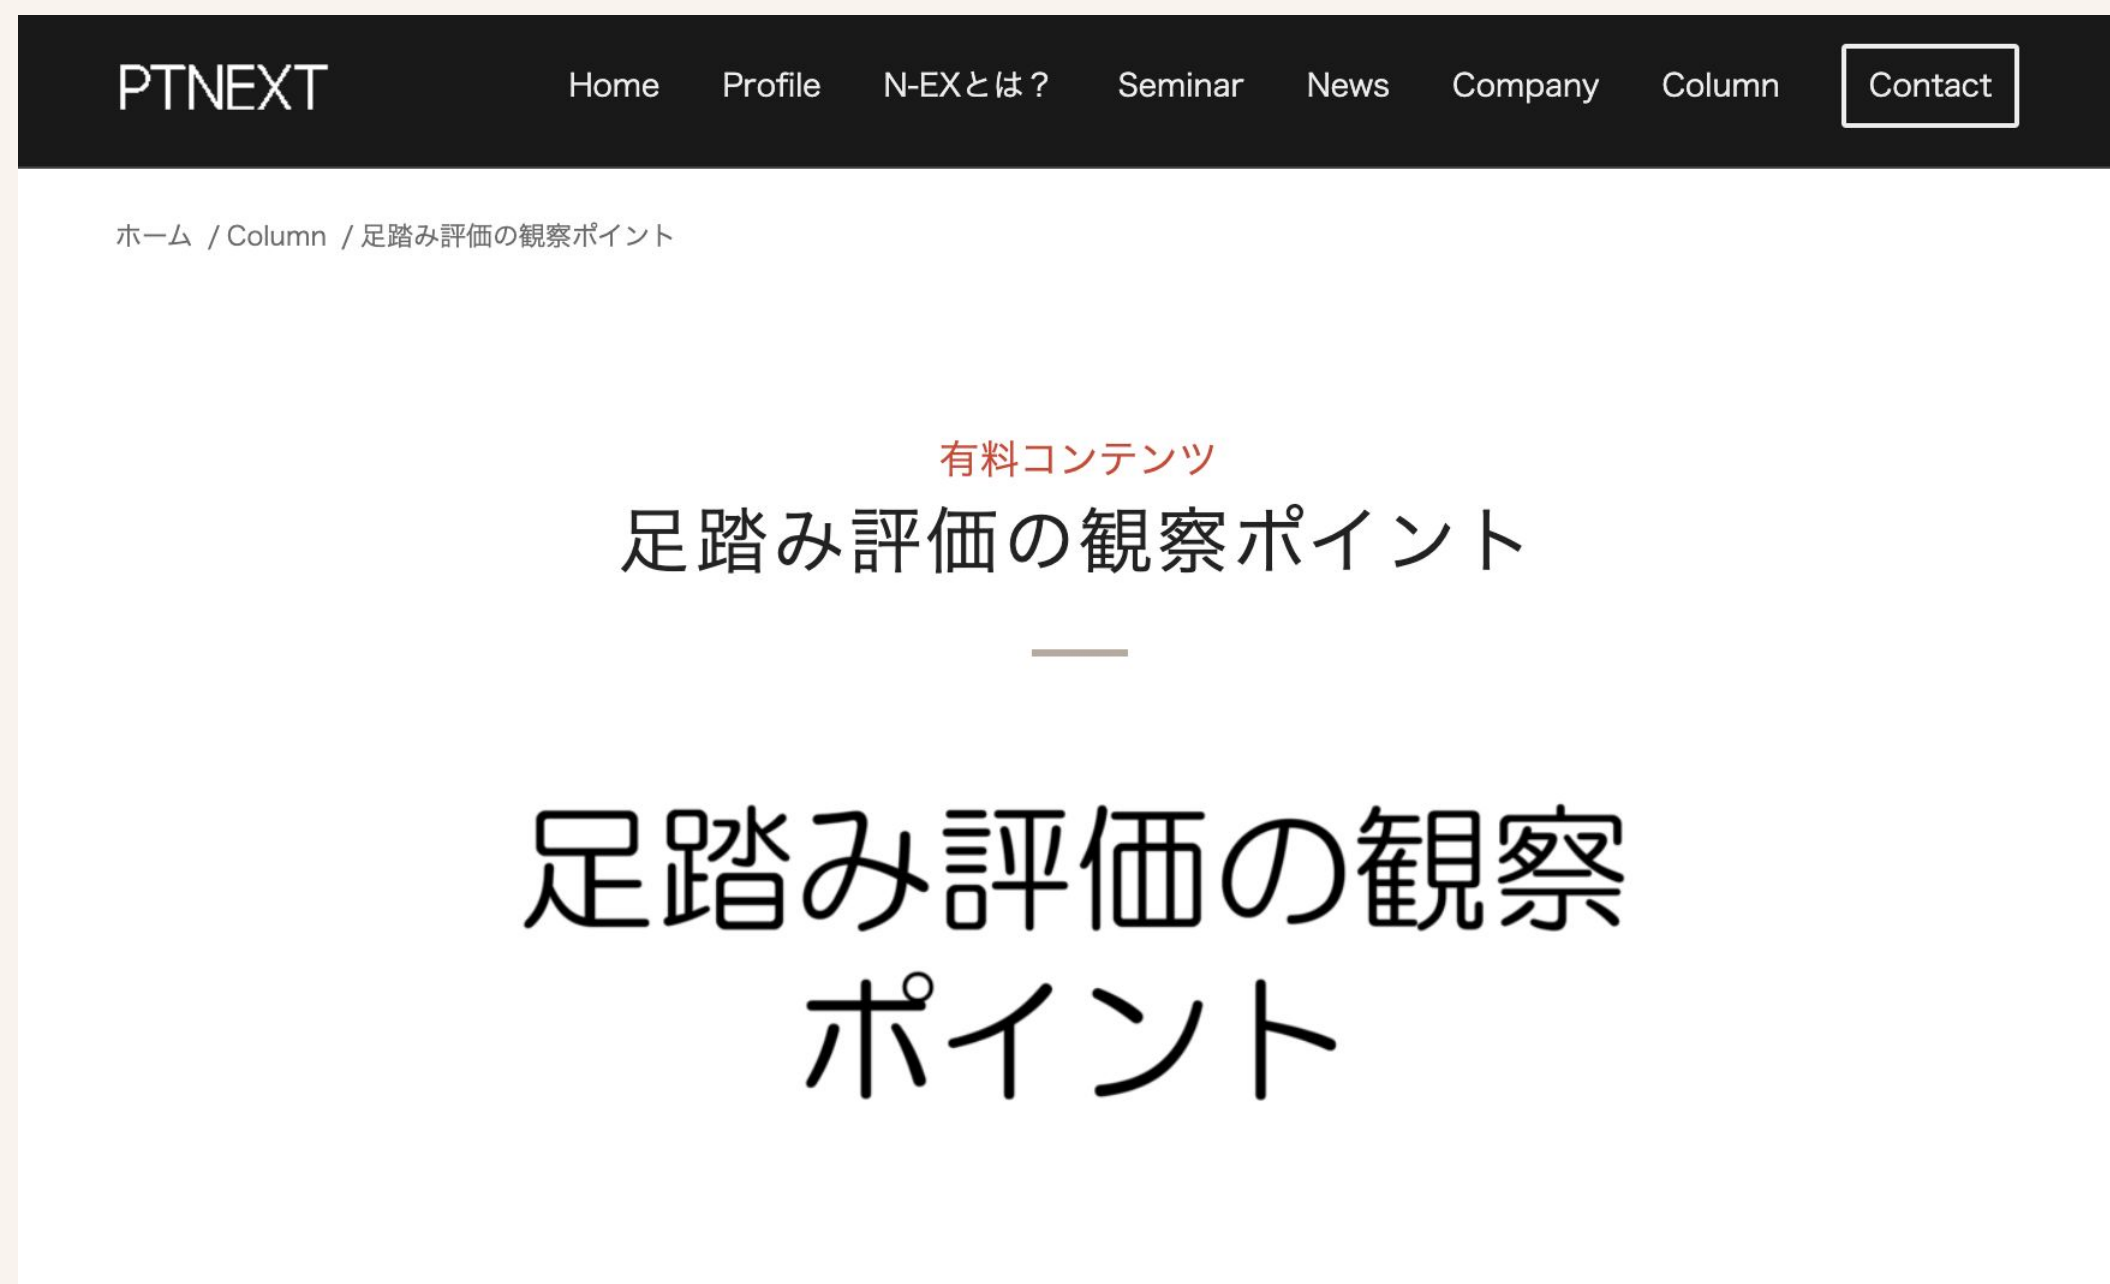 PTNEXT
Home Profile N-EXとは？ Seminar News Company Column Contact
ホーム / Column / 足踏み評価の観察ポイント
有料コンテンツ
足踏み評価の観察ポイント
足踏み評価の観察
ポイント